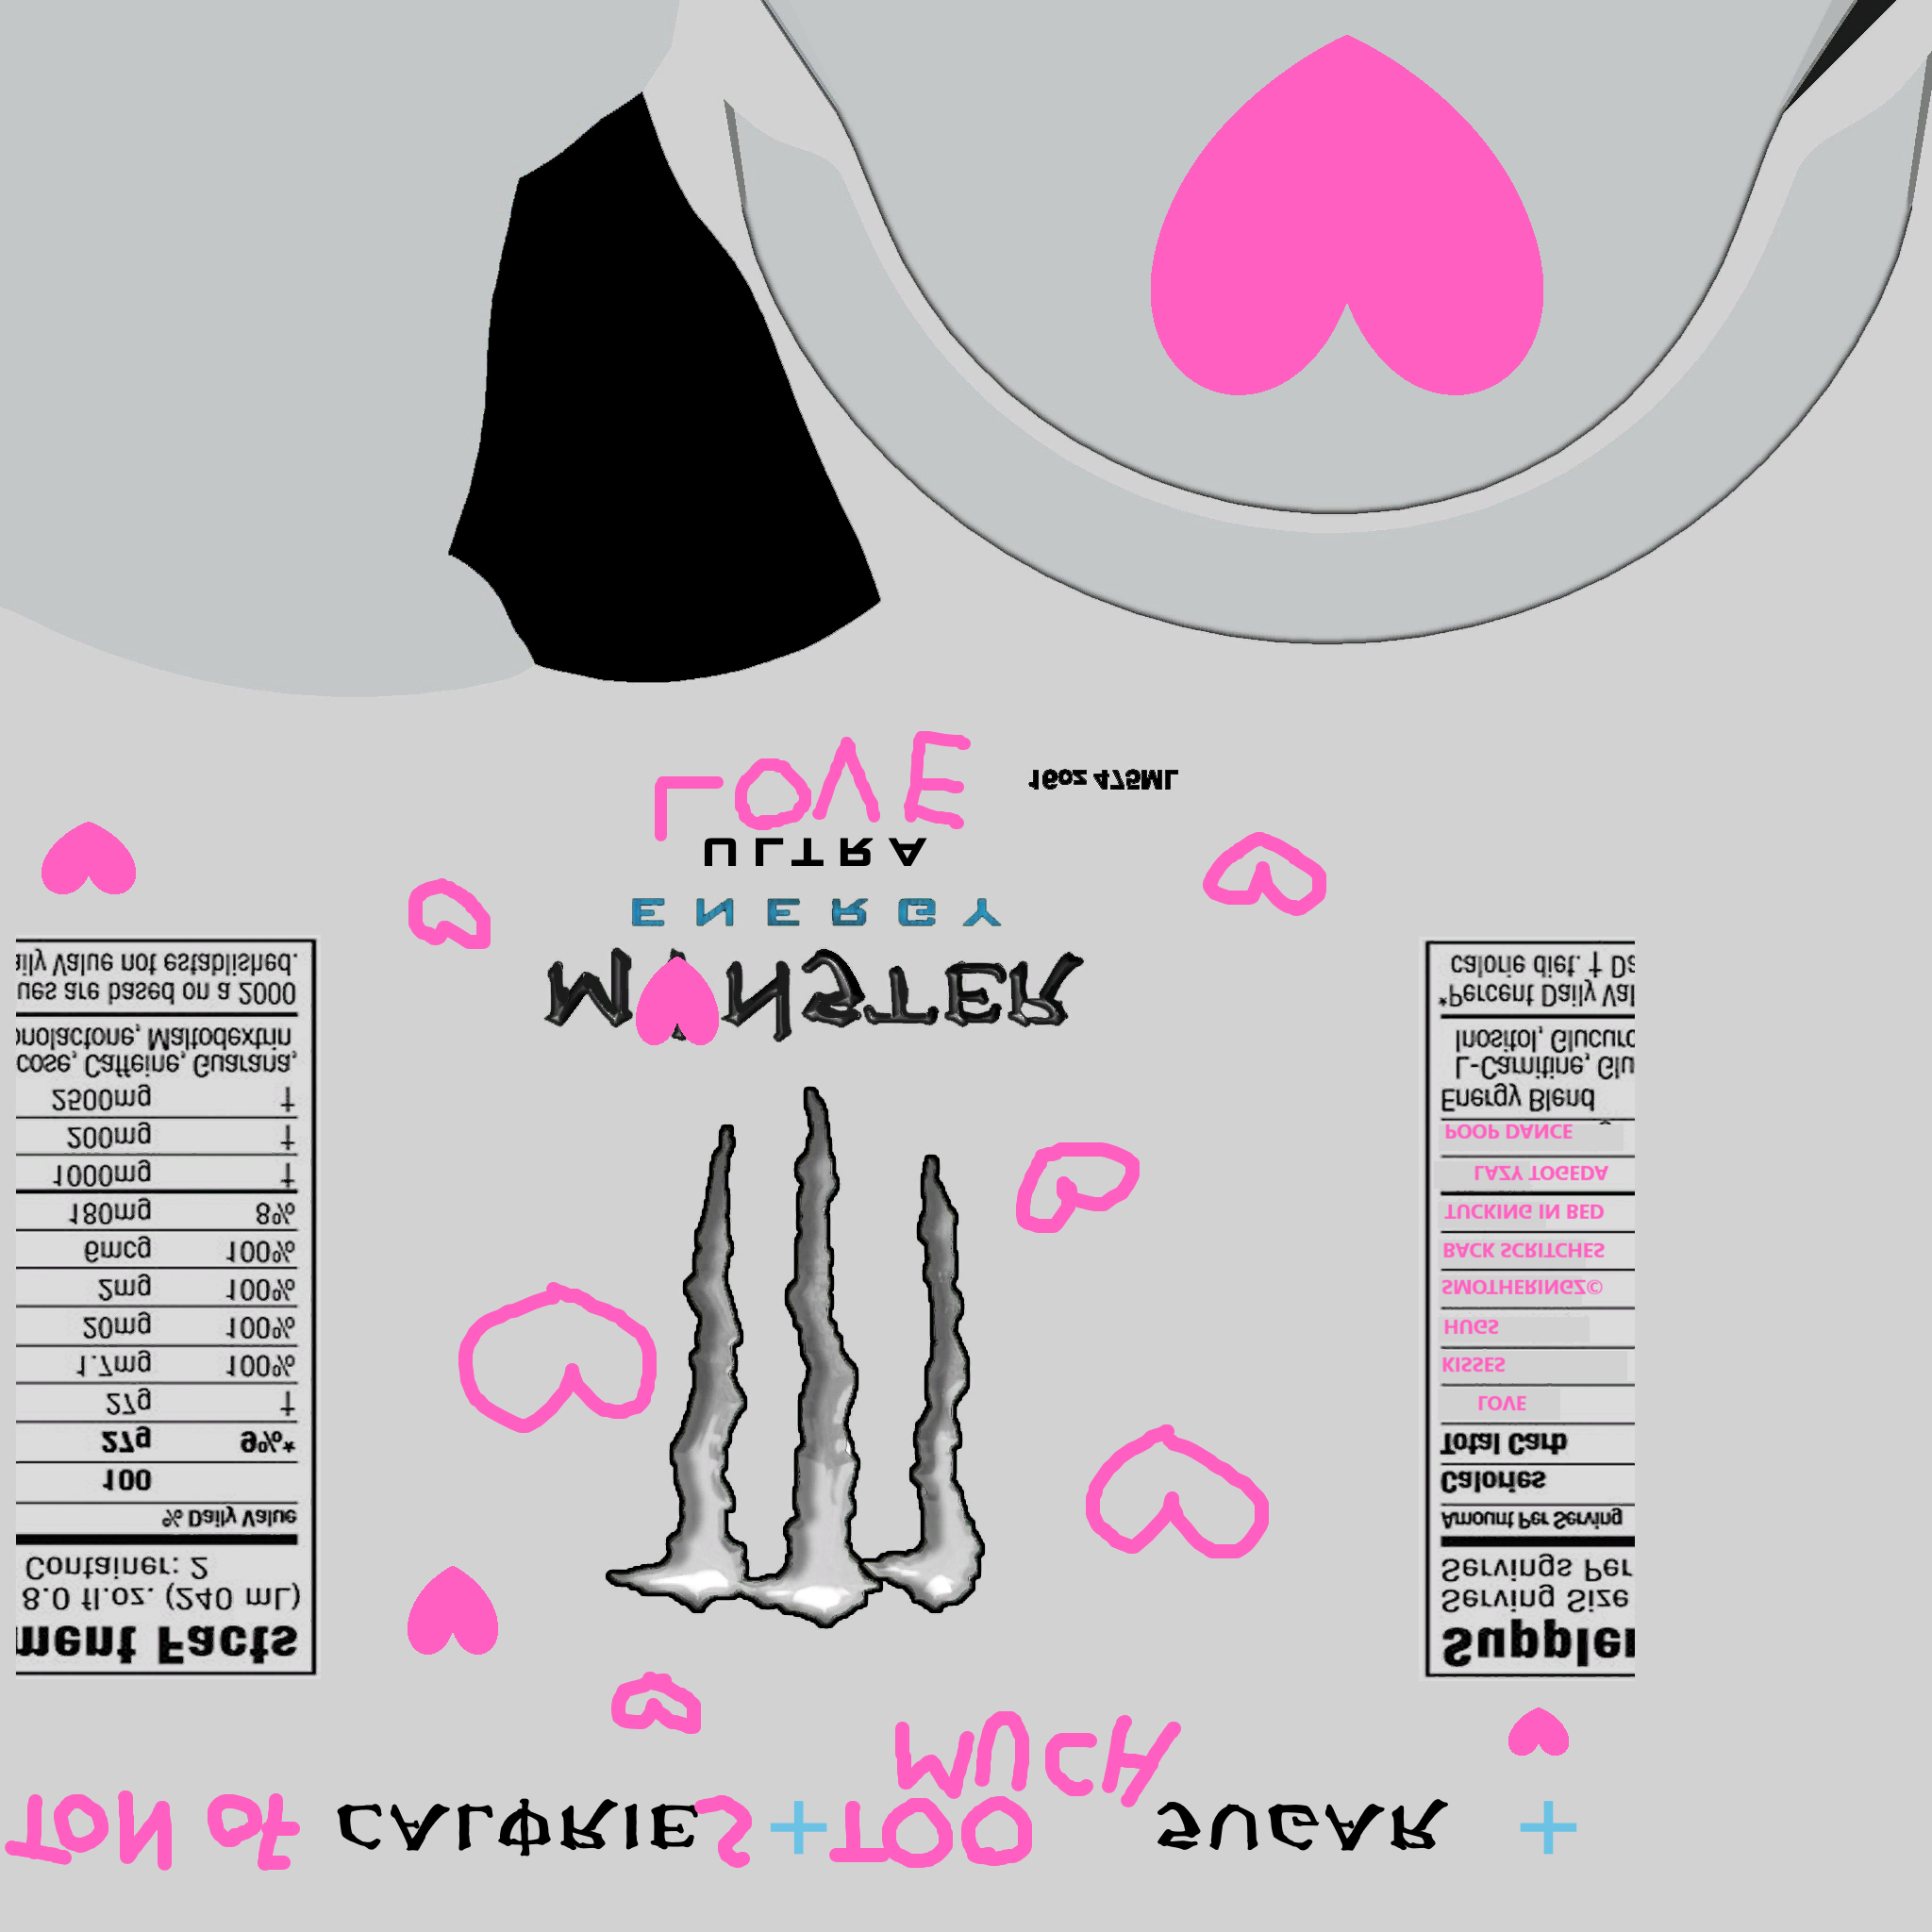 TON OF CALORIES + TOO MUCH SUGAR +
ment Facts
8.0 fl.oz. (240 mL)
Container: 2
% Daily Value
100
27g 9%*
27g †
1.7mg 100%
20mg 100%
2mg 100%
6mcg 100%
180mg 8%
1000mg †
200mg †
2500mg †
cose, Caffeine, Guarana,
onolactone, Maltodextrin
ues are based on a 2000
aily Value not established.
MONSTER
ENERGY
ULTRA
LOVE
16oz 475ML
Supplem
Serving Size
Servings Per
Amount Per Serving
Calories
Total Carb
LOVE
KISSES
HUGS
SMOTHERINGZ©
BACK SCRITCHES
TUCKING IN BED
LAZY TOGEDA
POOP DANCE
Energy Blend
L-Carnitine, Glu
Inositol, Glucuro
*Percent Daily Val
calorie diet. † Da